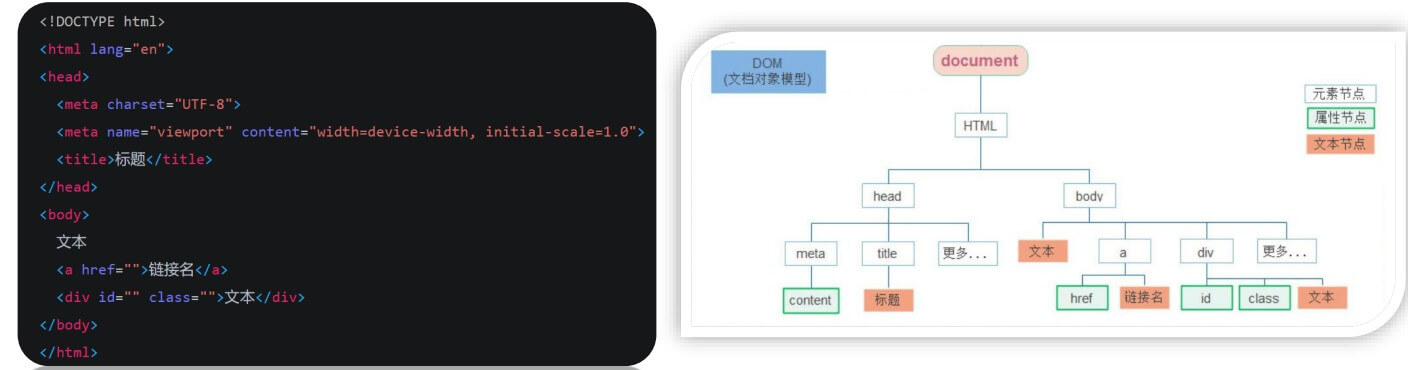 <!DOCTYPE html>
<html lang="en">
<head>
<meta charset="UTF-8">
<meta name="viewport" content="width=device-width, initial-scale=1.0">
<title>标题</title>
</head>
<body>
文本
<a href="">链接名</a>
<div id="" class="">文本</div>
</body>
</html>
DOM
(文档对象模型)
document
元素节点
属性节点
文本节点
HTML
head body
meta title 更多... 文本 a div 更多...
content 标题 href 链接名 id class 文本